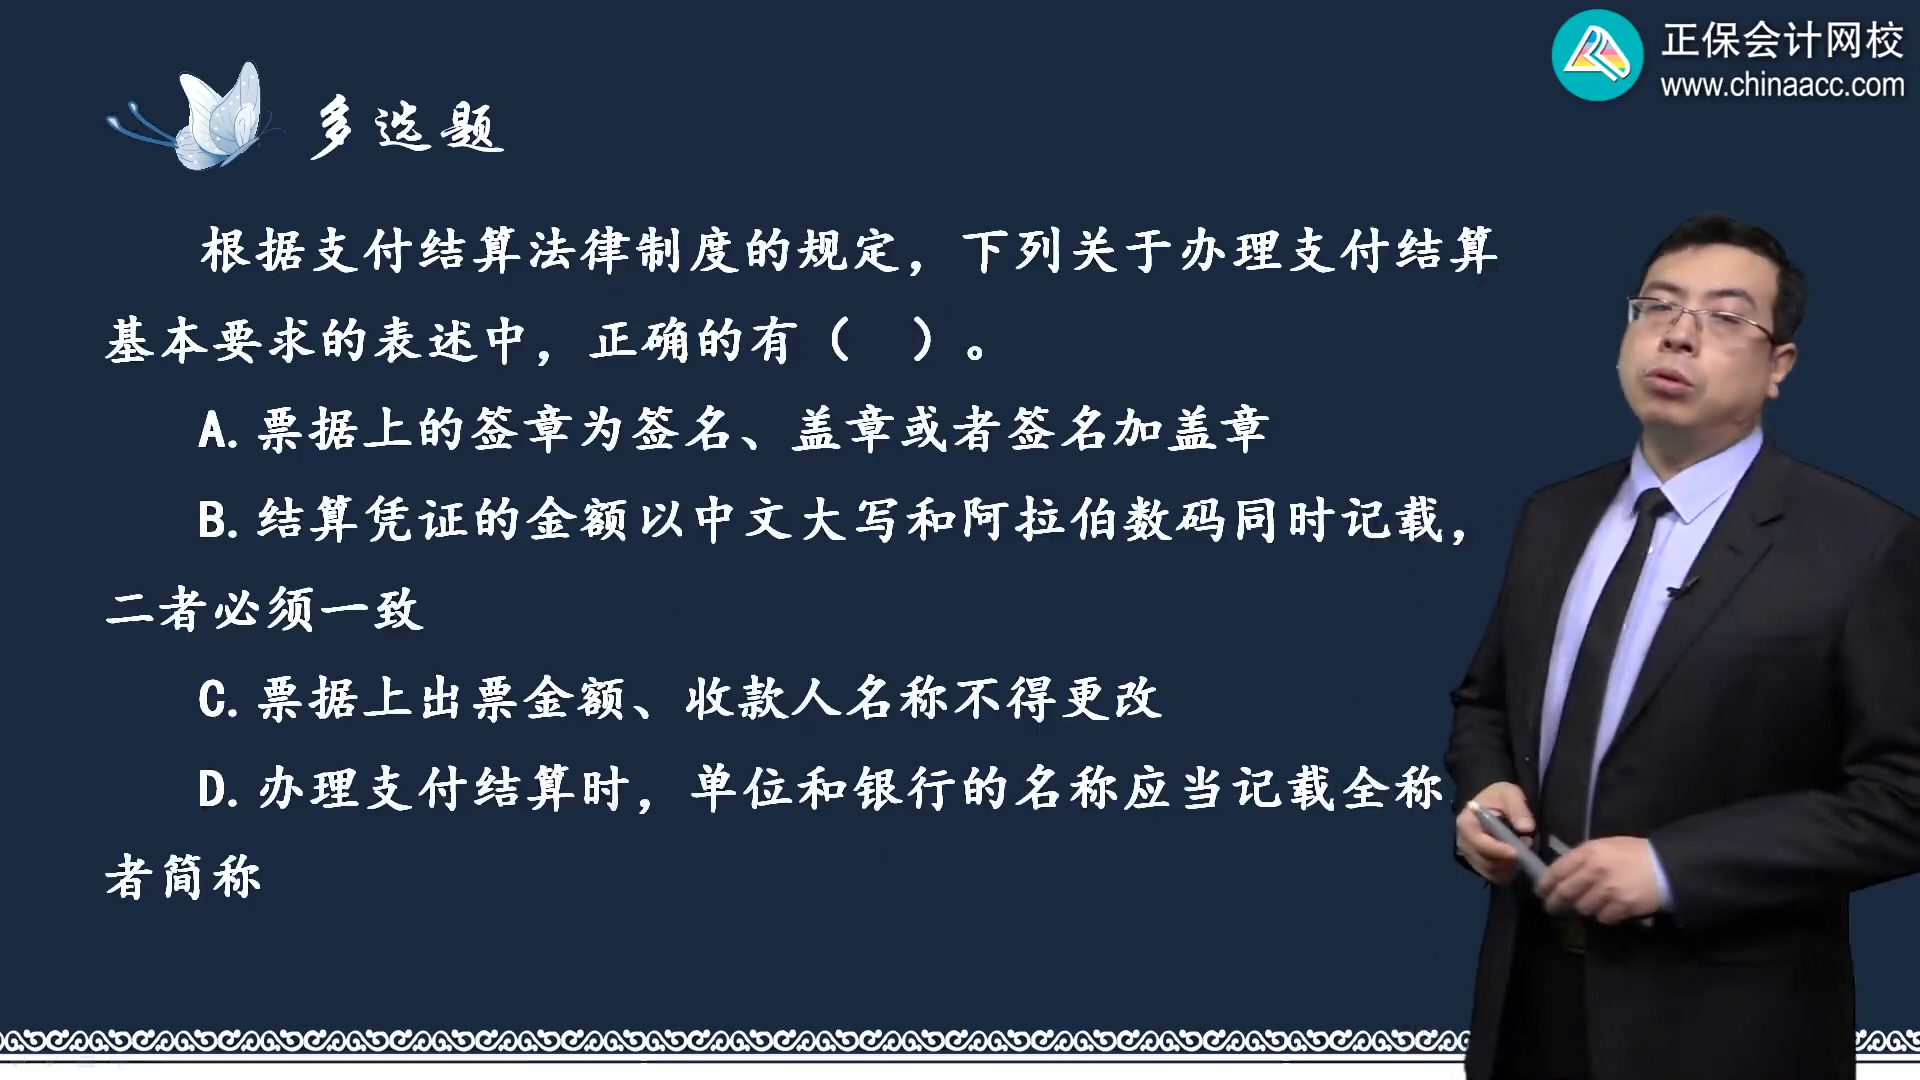 正保会计网校
www.chinaacc.com
多选题
根据支付结算法律制度的规定，下列关于办理支付结算
基本要求的表述中，正确的有（ ）。
A.票据上的签章为签名、盖章或者签名加盖章
B.结算凭证的金额以中文大写和阿拉伯数码同时记载，
二者必须一致
C.票据上出票金额、收款人名称不得更改
D.办理支付结算时，单位和银行的名称应当记载全称
者简称